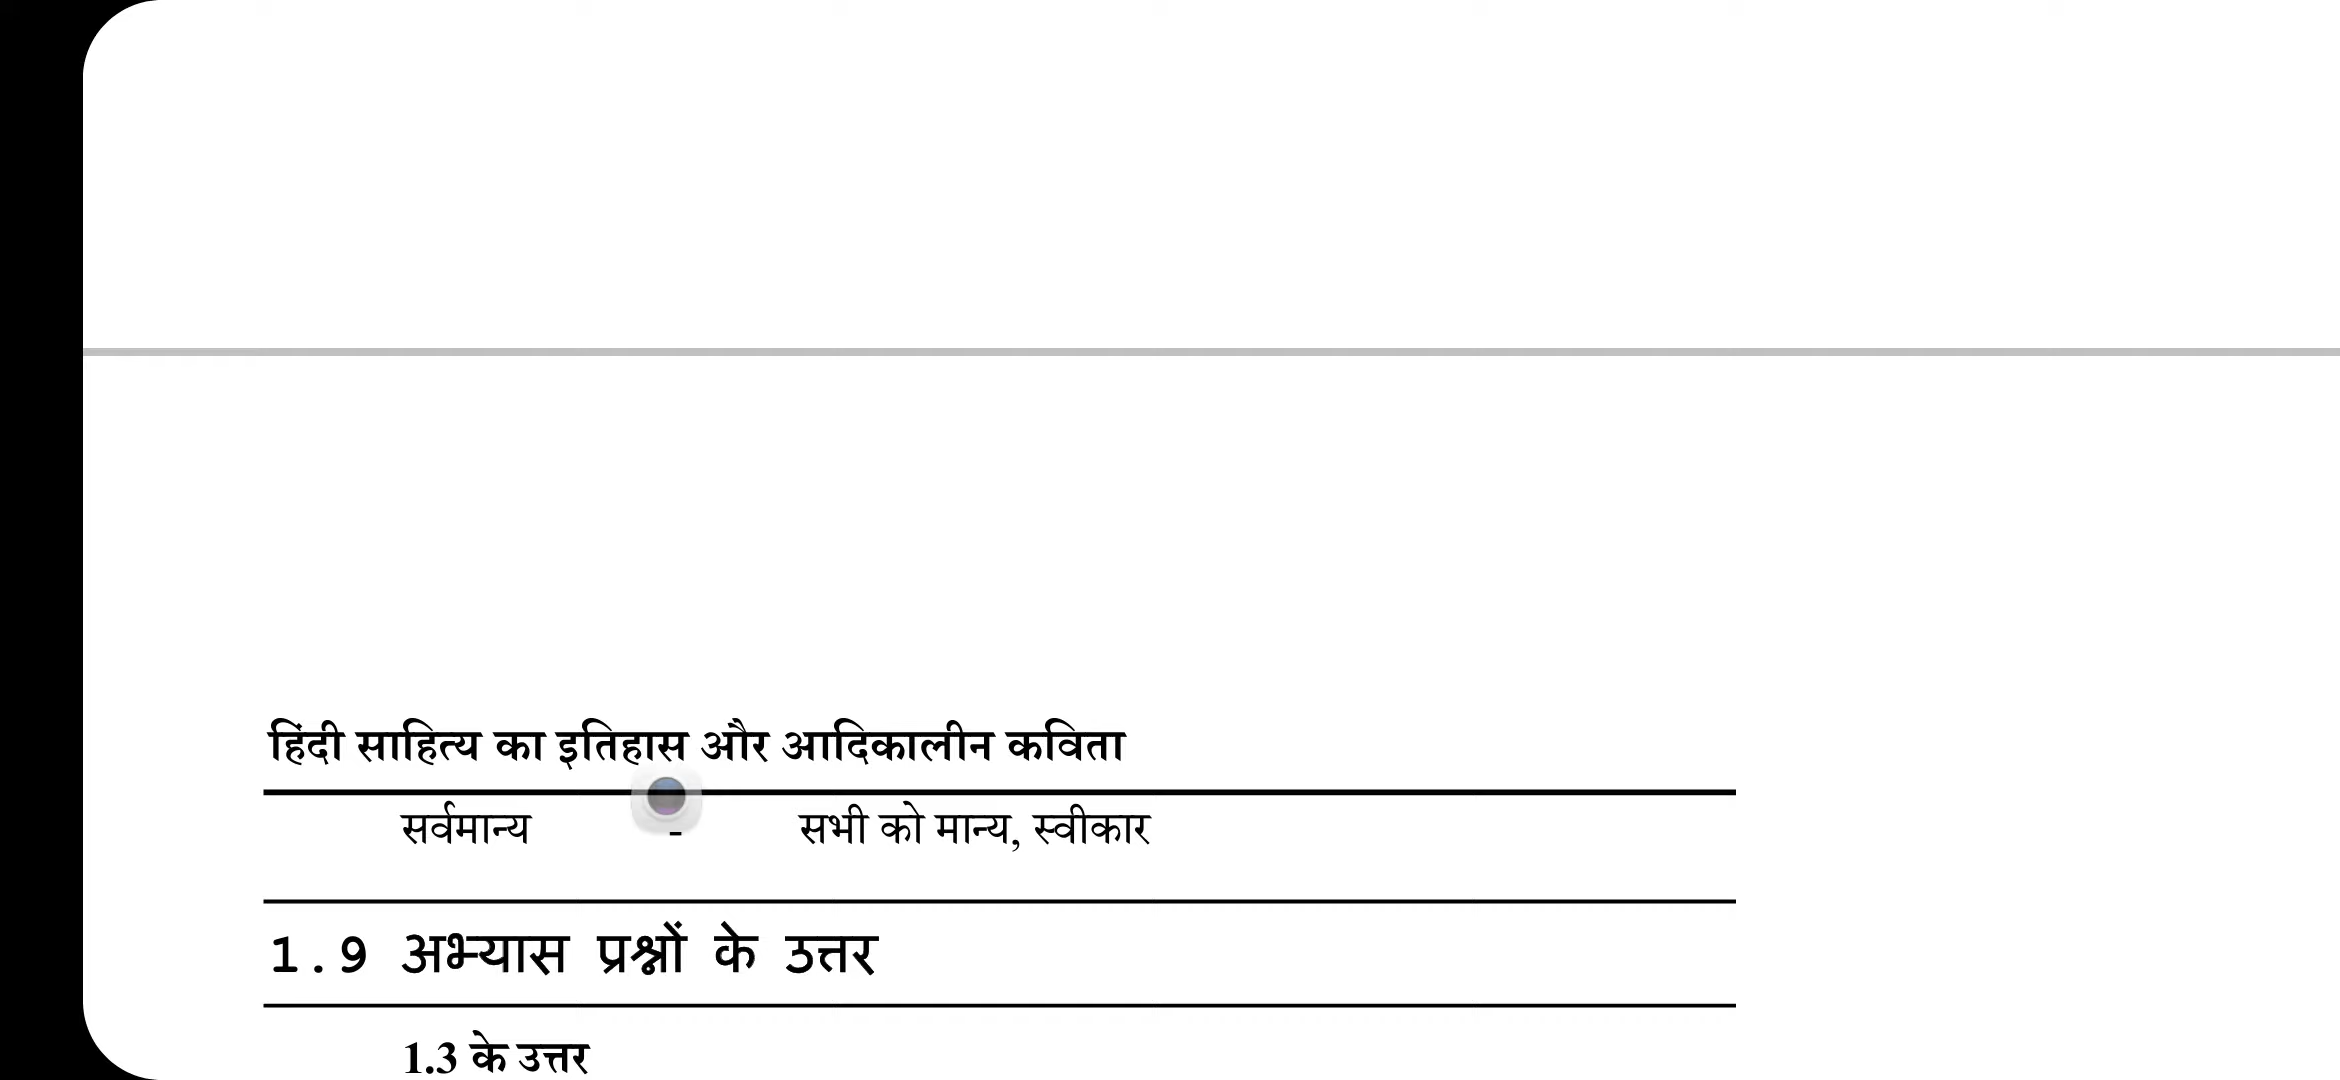 हिंदी साहित्य का इतिहास और आदिकालीन कविता
सर्वमान्य - सभी को मान्य, स्वीकार
1.9 अभ्यास प्रश्नों के उत्तर
1.3 के उत्तर